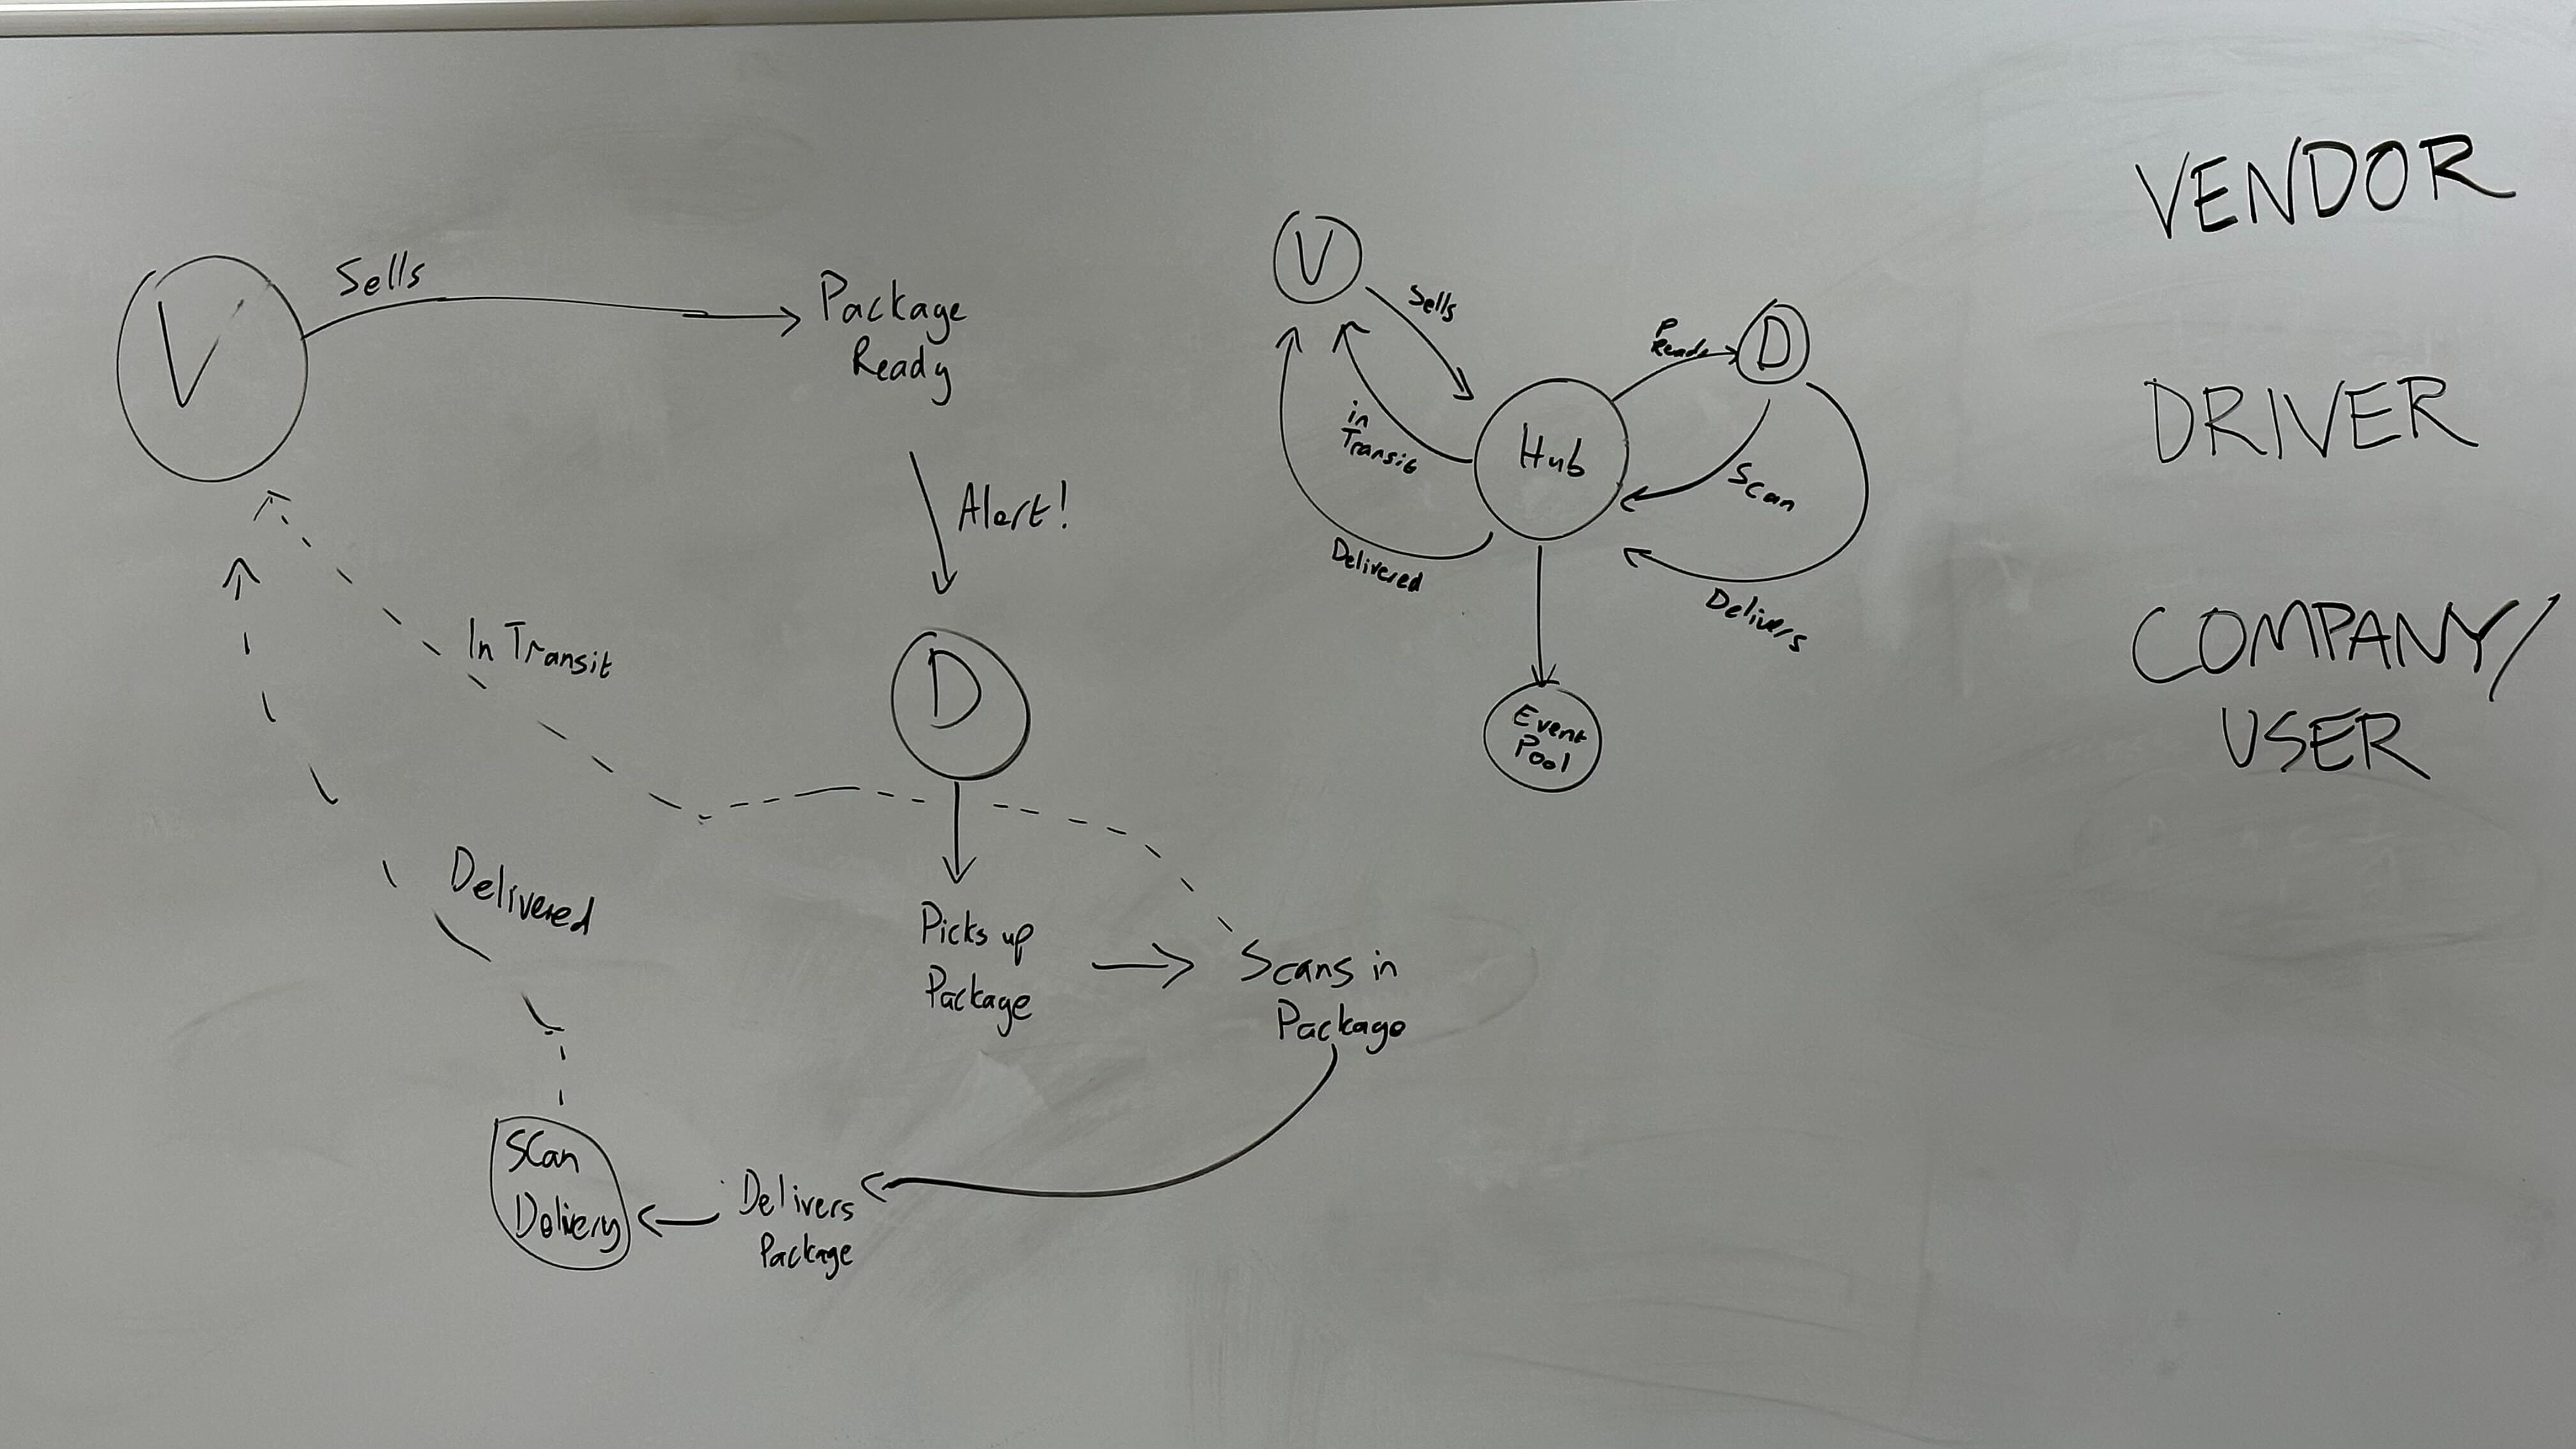 V
Sells
Package
Ready
Alert!
D
In Transit
Picks up
Package
Scans in
Package
Delivers
Package
Scan
Delivery
Delivered
V
Sells
in
Transit
Delivered
Hub
P
Ready
D
Scan
Delivers
Event
Pool
VENDOR
DRIVER
COMPANY/
USER